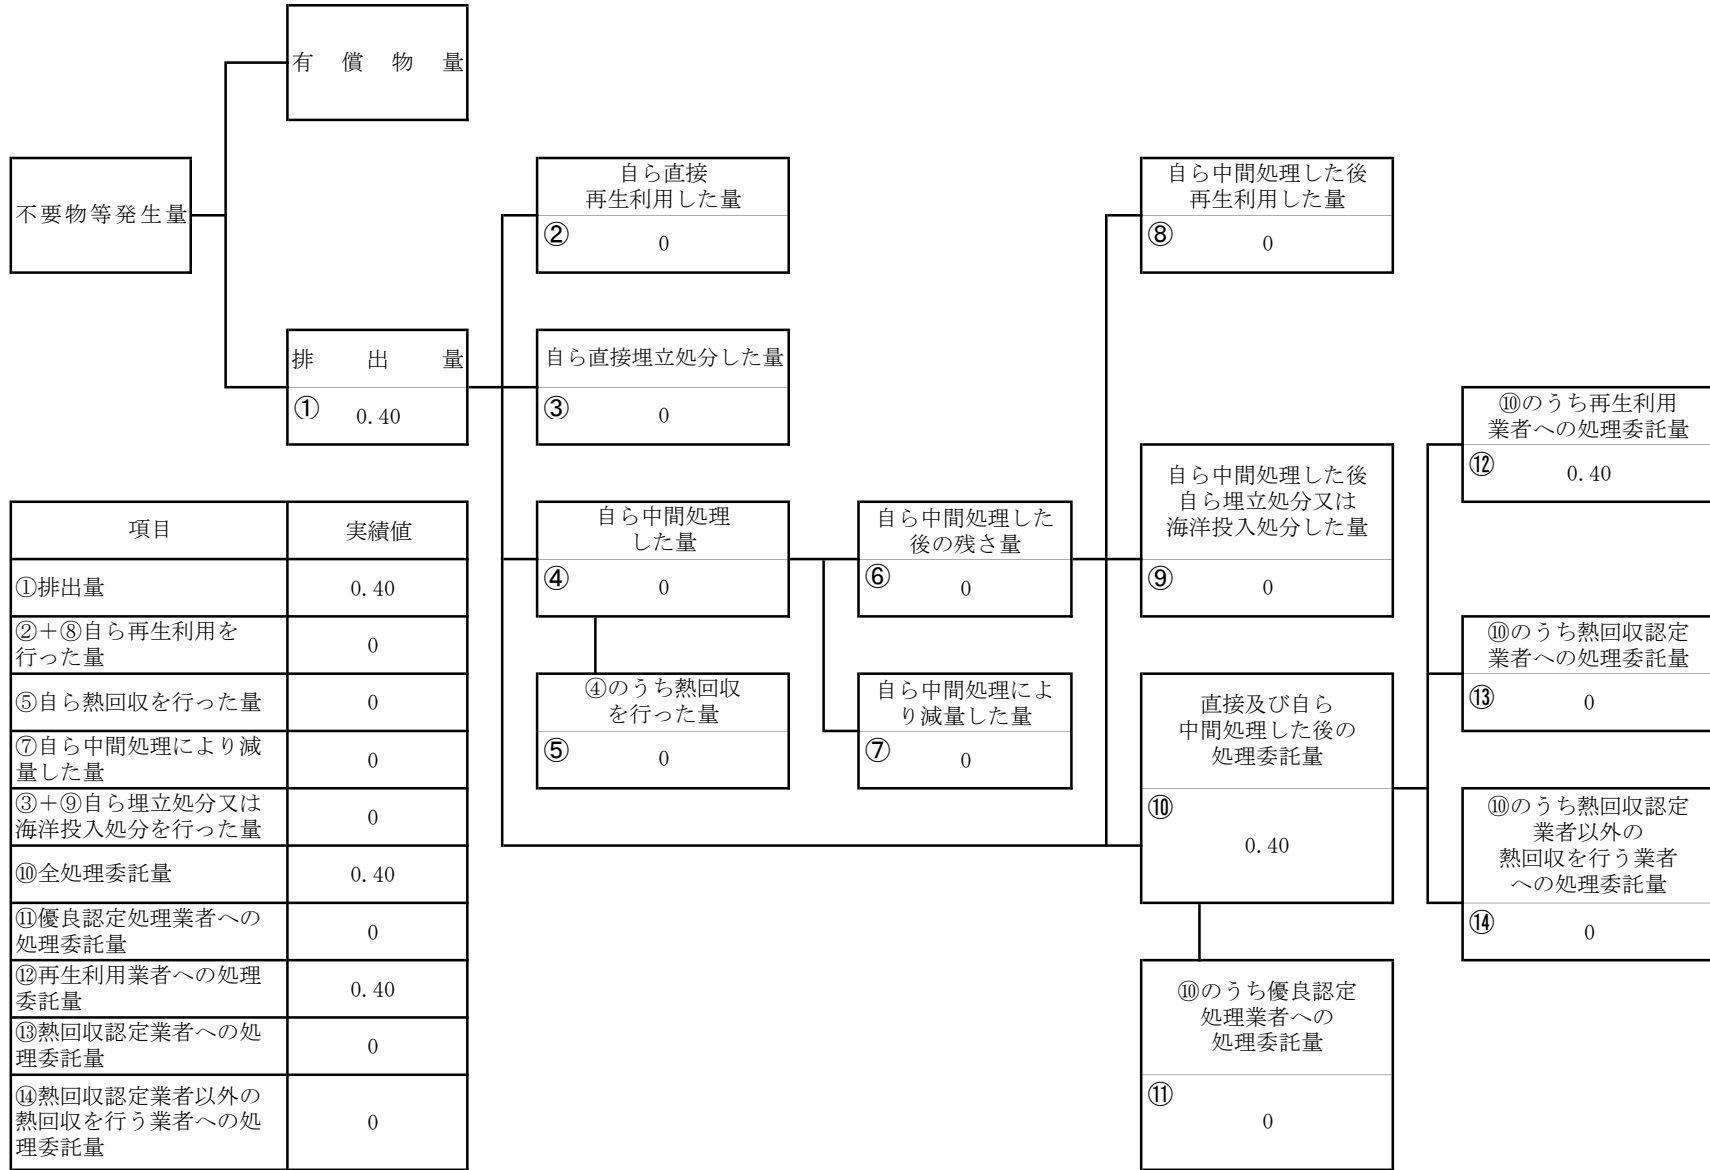 有償物量
不要物等発生量
自ら直接
再生利用した量
②
0
自ら中間処理した後
再生利用した量
⑧
0
排出量
①
0.40
自ら直接埋立処分した量
③
0
⑩のうち再生利用
業者への処理委託量
⑫
0.40
自ら中間処理した後
自ら埋立処分又は
海洋投入処分した量
⑨
0
自ら中間処理
した量
④
0
自ら中間処理した
後の残さ量
⑥
0
⑩のうち熱回収認定
業者への処理委託量
⑬
0
④のうち熱回収
を行った量
⑤
0
自ら中間処理によ
り減量した量
⑦
0
直接及び自ら
中間処理した後の
処理委託量
⑩
0.40
⑩のうち熱回収認定
業者以外の
熱回収を行う業者
への処理委託量
⑭
0
⑩のうち優良認定
処理業者への
処理委託量
⑪
0
項目 実績値
①排出量 0.40
②+⑧自ら再生利用を
行った量 0
⑤自ら熱回収を行った量 0
⑦自ら中間処理により減
量した量 0
③+⑨自ら埋立処分又は
海洋投入処分を行った量 0
⑩全処理委託量 0.40
⑪優良認定処理業者への
処理委託量 0
⑫再生利用業者への処理
委託量 0.40
⑬熱回収認定業者への処
理委託量 0
⑭熱回収認定業者以外の
熱回収を行う業者への処
理委託量 0